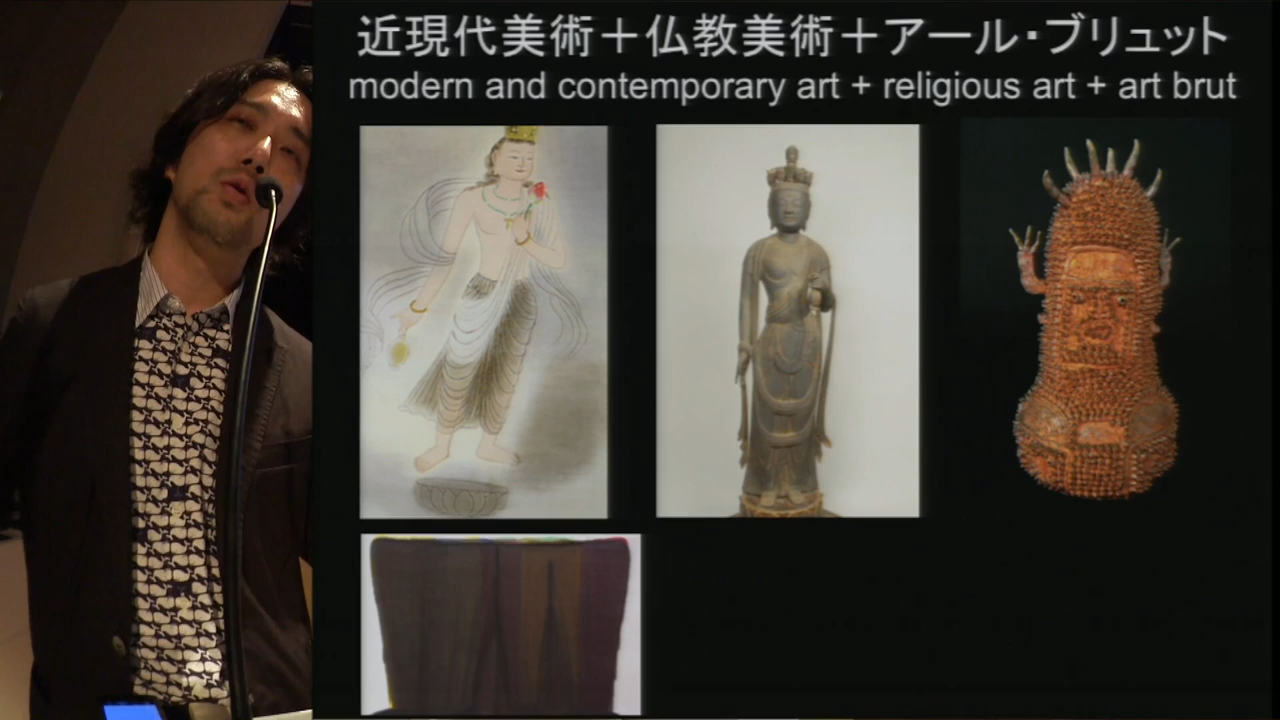 近現代美術＋仏教美術＋アール・ブリュット
modern and contemporary art + religious art + art brut